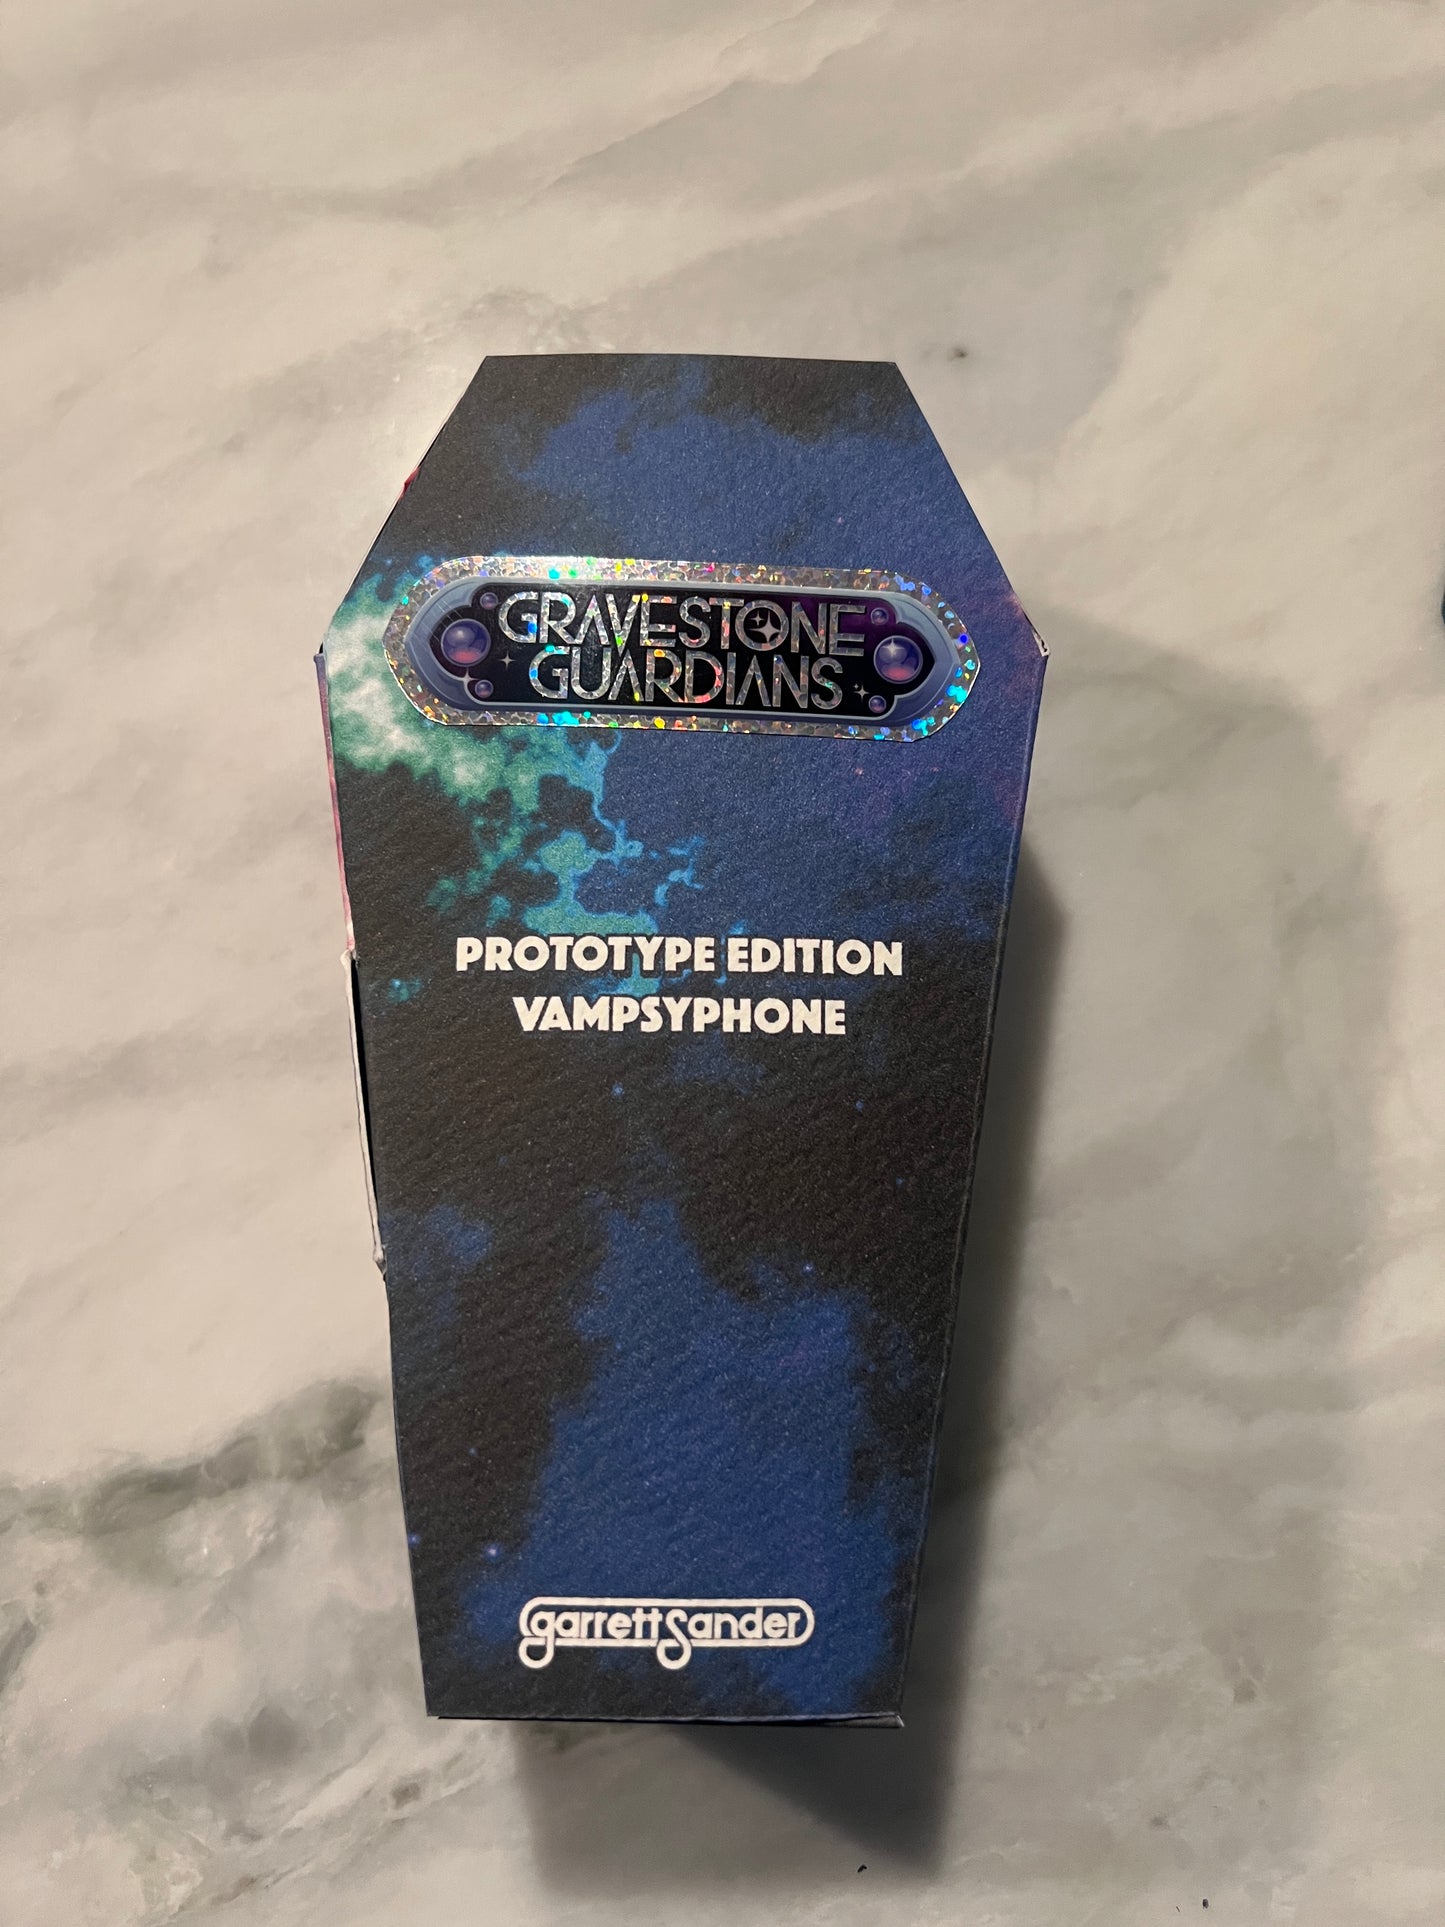 GRAVESTONE
GUARDIANS
PROTOTYPE EDITION
VAMPSYPHONE
garrettSander